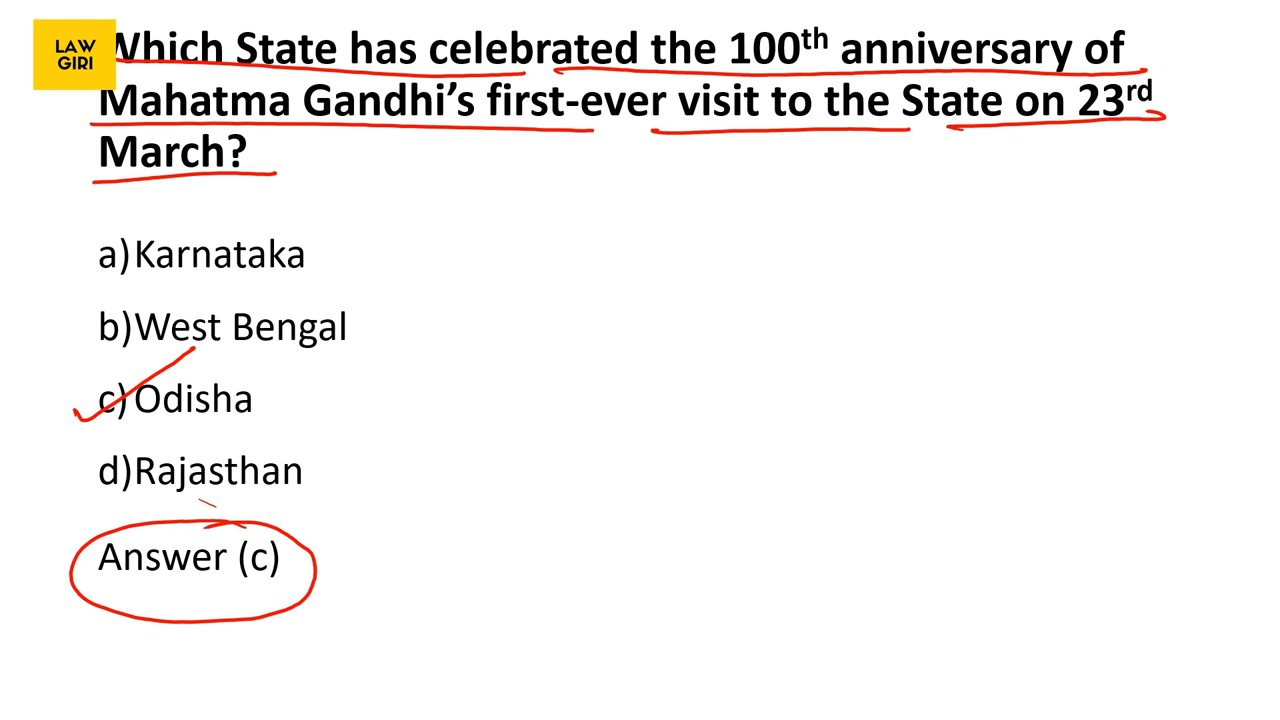 LAW
GIRI
Which State has celebrated the 100th anniversary of
Mahatma Gandhi's first-ever visit to the State on 23rd
March?
a) Karnataka
b) West Bengal
c) Odisha
d) Rajasthan
Answer (c)